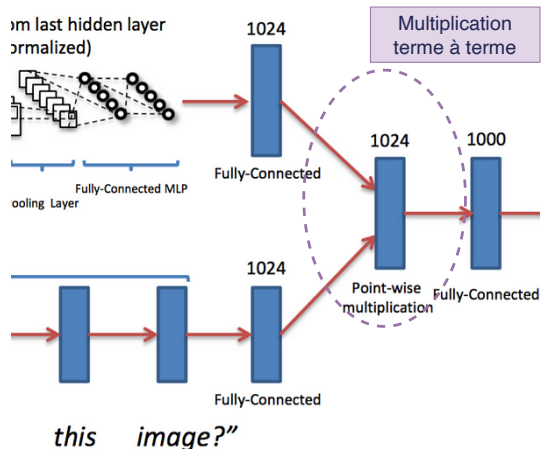 om last hidden layer
ormalized)
1024
Multiplication
terme à terme
Fully-Connected MLP
ooling Layer
Fully-Connected
1024
1000
Point-wise
multiplication
Fully-Connected
1024
Fully-Connected
this image?”